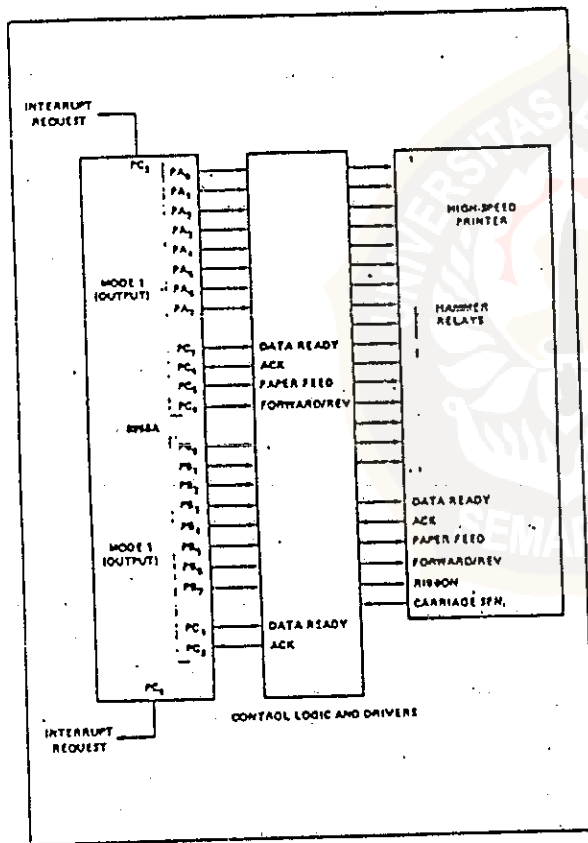 INTERRUPT
REQUEST
PC3
PA0
PA1
PA2
PA3
PA4
PA5
PA6
PA7
MODE 1
(OUTPUT)
PC7
PC4
PC5
PC6
DATA READY
ACK
PAPER FEED
FORWARD/REV
PB0
PB1
PB2
PB3
PB4
PB5
PB6
PB7
MODE 1
(OUTPUT)
PC1
PC2
DATA READY
ACK
PC0
INTERRUPT
REQUEST
CONTROL LOGIC AND DRIVERS
HIGH-SPEED
PRINTER
HAMMER
RELAYS
DATA READY
ACK
PAPER FEED
FORWARD/REV
RIBBON
CARRIAGE SEN.